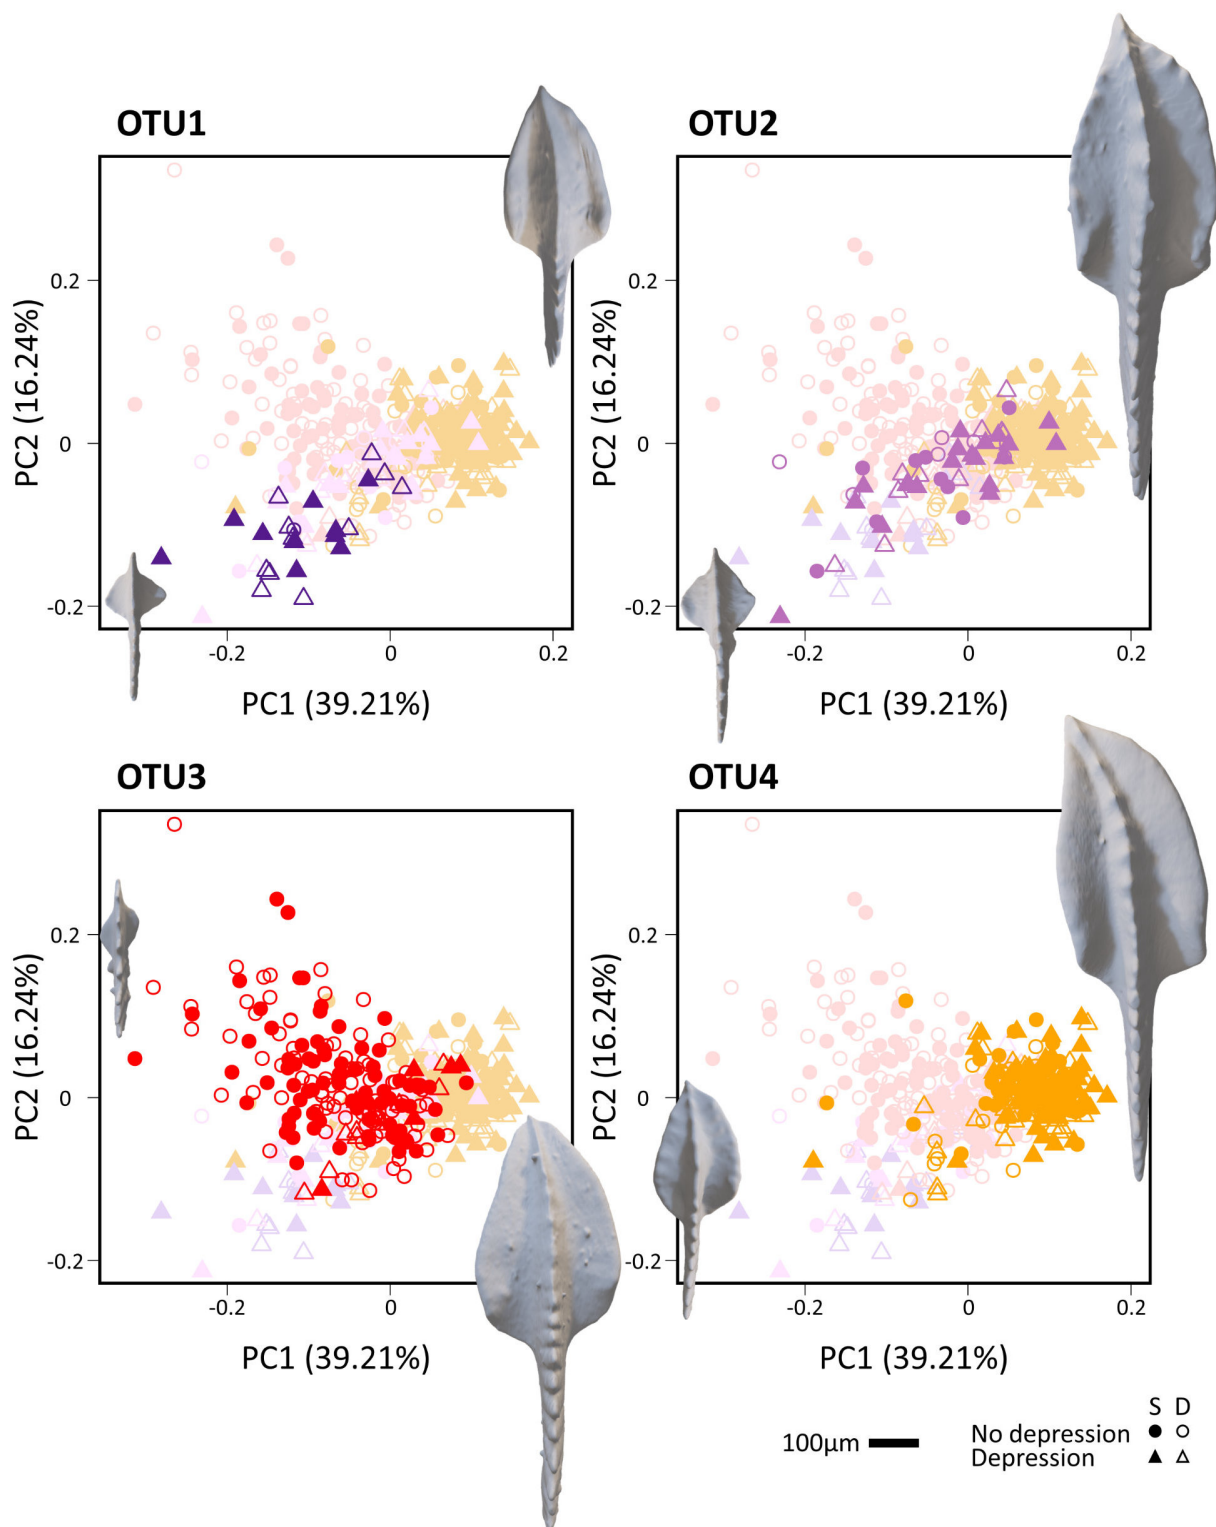 OTU1
OTU2
PC2 (16.24%)
0.2
0
-0.2
-0.2
0
0.2
PC1 (39.21%)
PC2 (16.24%)
0.2
0
-0.2
-0.2
0
0.2
PC1 (39.21%)
OTU3
OTU4
PC2 (16.24%)
0.2
0
-0.2
-0.2
0
PC1 (39.21%)
PC2 (16.24%)
0.2
0
-0.2
-0.2
0
0.2
PC1 (39.21%)
100µm
S D
No depression
Depression